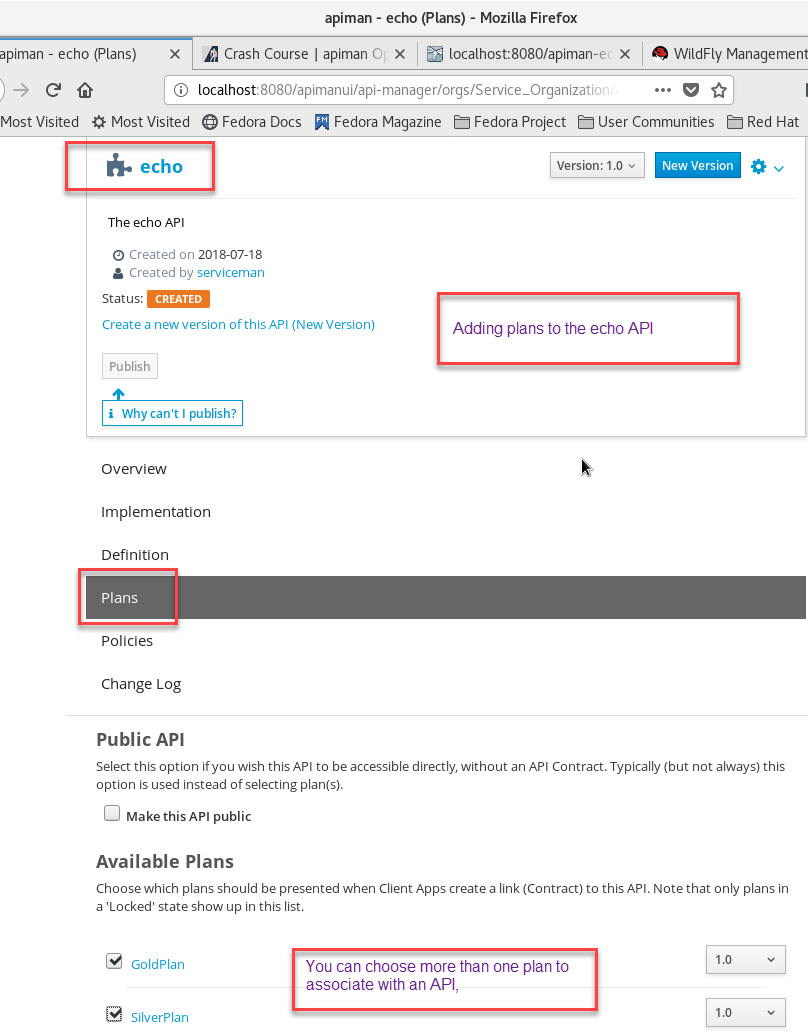 apiman - echo (Plans) - Mozilla Firefox
apiman - echo (Plans)
Crash Course | apiman Op
localhost:8080/apiman-ec
WildFly Management
localhost:8080/apimanui/api-manager/orgs/Service_Organization/
Most Visited Most Visited Fedora Docs Fedora Magazine Fedora Project User Communities Red Hat
echo
Version: 1.0
New Version
The echo API
Created on 2018-07-18
Created by serviceman
Status: CREATED
Create a new version of this API (New Version)
Adding plans to the echo API
Publish
Why can't I publish?
Overview
Implementation
Definition
Plans
Policies
Change Log
Public API
Select this option if you wish this API to be accessible directly, without an API Contract. Typically (but not always) this
option is used instead of selecting plan(s).
Make this API public
Available Plans
Choose which plans should be presented when Client Apps create a link (Contract) to this API. Note that only plans in
a 'Locked' state show up in this list.
GoldPlan
You can choose more than one plan to
associate with an API,
1.0
SilverPlan
1.0